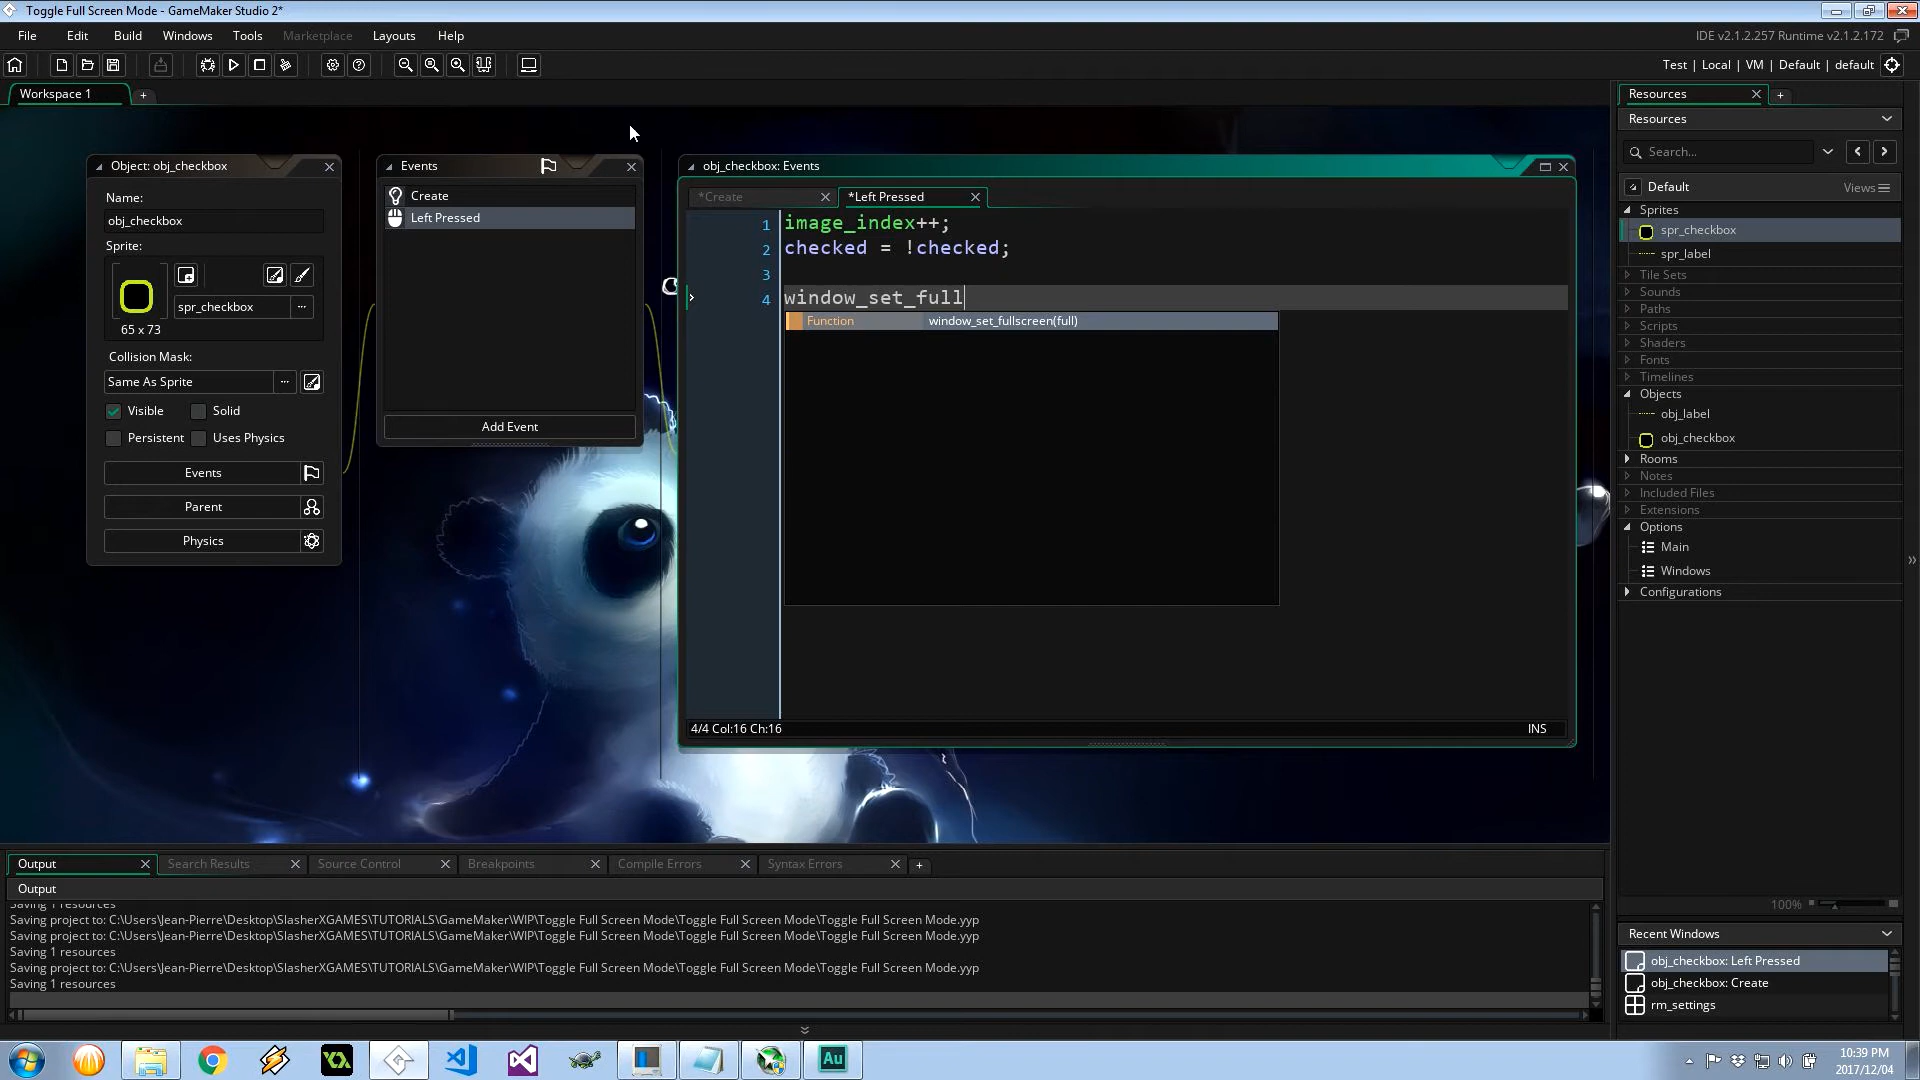 Toggle Full Screen Mode - GameMaker Studio 2*
File Edit Build Windows Tools Marketplace Layouts Help
IDE v2.1.2.257 Runtime v2.1.2.172
Test | Local | VM | Default | default
Workspace 1
Object: obj_checkbox
Name:
obj_checkbox
Sprite:
spr_checkbox
65 x 73
Collision Mask:
Same As Sprite
Visible Solid
Persistent Uses Physics
Events
Parent
Physics
Events
Create
Left Pressed
Add Event
obj_checkbox: Events
*Create *Left Pressed
1 image_index++;
2 checked = !checked;
3
4 window_set_full
Function window_set_fullscreen(full)
4/4 Col:16 Ch:16 INS
Resources
Resources
Search...
Default Views
Sprites
spr_checkbox
spr_label
Tile Sets
Sounds
Paths
Scripts
Shaders
Fonts
Timelines
Objects
obj_label
obj_checkbox
Rooms
Notes
Included Files
Extensions
Options
Main
Windows
Configurations
100%
Recent Windows
obj_checkbox: Left Pressed
obj_checkbox: Create
rm_settings
Output Search Results Source Control Breakpoints Compile Errors Syntax Errors
Output
Saving 1 resources
Saving project to: C:\Users\Jean-Pierre\Desktop\SlasherXGAMES\TUTORIALS\GameMaker\WIP\Toggle Full Screen Mode\Toggle Full Screen Mode\Toggle Full Screen Mode.yyp
Saving project to: C:\Users\Jean-Pierre\Desktop\SlasherXGAMES\TUTORIALS\GameMaker\WIP\Toggle Full Screen Mode\Toggle Full Screen Mode\Toggle Full Screen Mode.yyp
Saving 1 resources
Saving project to: C:\Users\Jean-Pierre\Desktop\SlasherXGAMES\TUTORIALS\GameMaker\WIP\Toggle Full Screen Mode\Toggle Full Screen Mode\Toggle Full Screen Mode.yyp
Saving 1 resources
Au
10:39 PM
2017/12/04